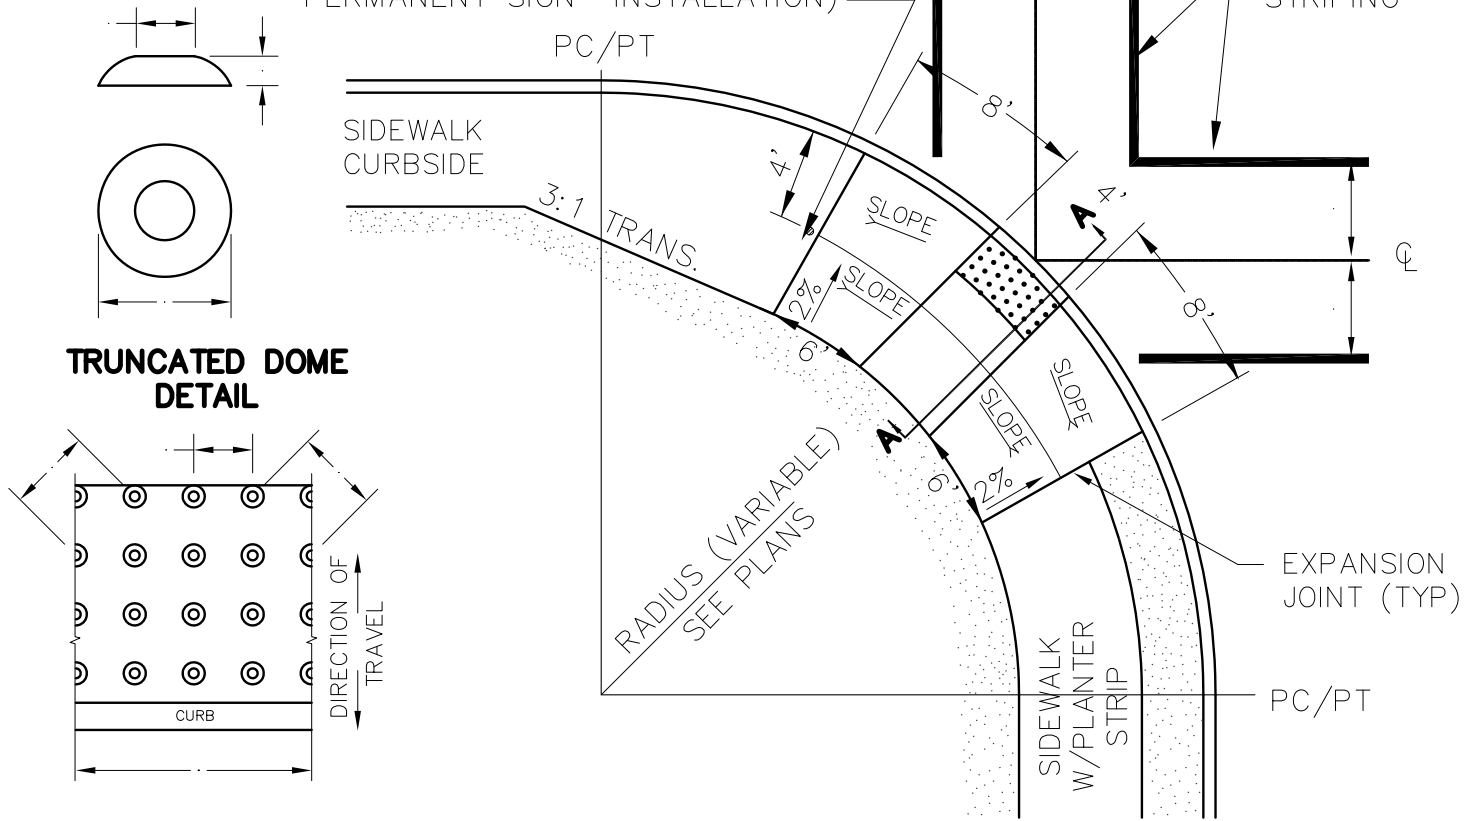 PERMANENT SIGN INSTALLATION)
STRIPING
PC/PT
8'
SIDEWALK
CURBSIDE
4'
3:1 TRANS.
SLOPE
A
4'
SLOPE
2%
8'
℄
6'
SLOPE
SLOPE
A
6'
2%
TRUNCATED DOME
DETAIL
RADIUS (VARIABLE)
SEE PLANS
EXPANSION
JOINT (TYP)
DIRECTION OF
TRAVEL
CURB
SIDEWALK
W/PLANTER
STRIP
PC/PT